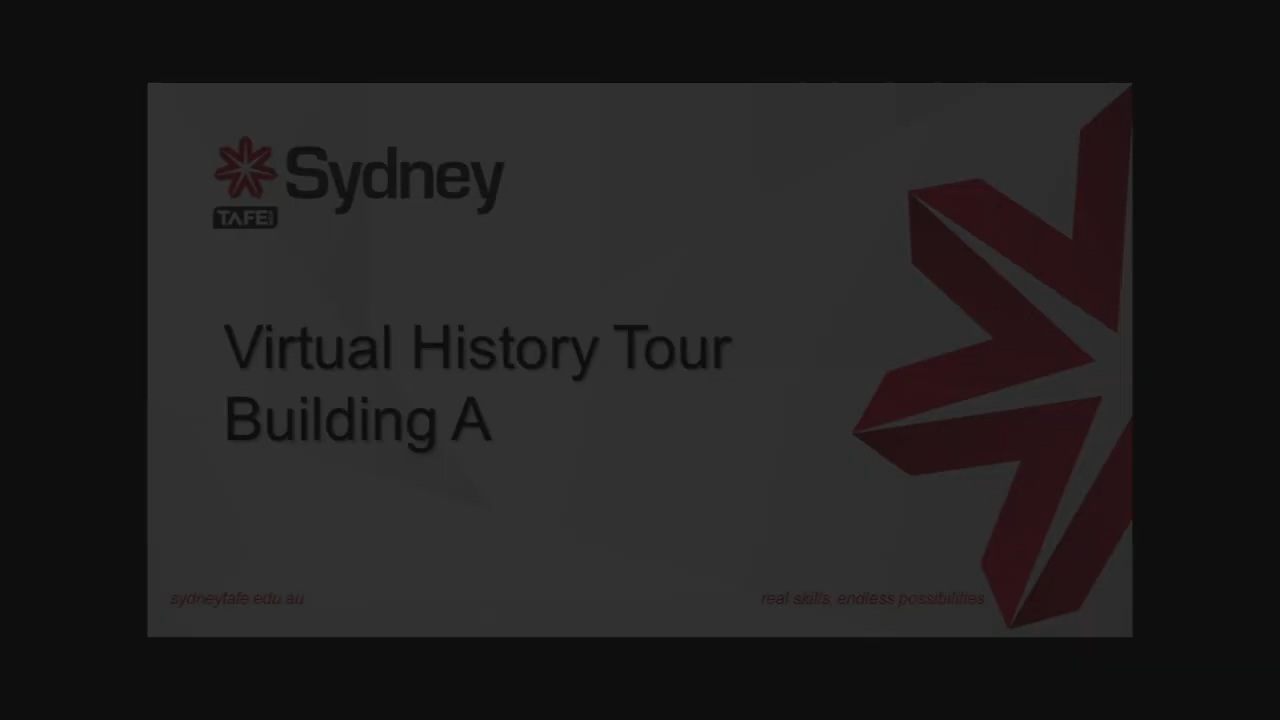 Sydney
TAFE
Virtual History Tour
Building A
sydneytafe.edu.au
real skills, endless possibilities